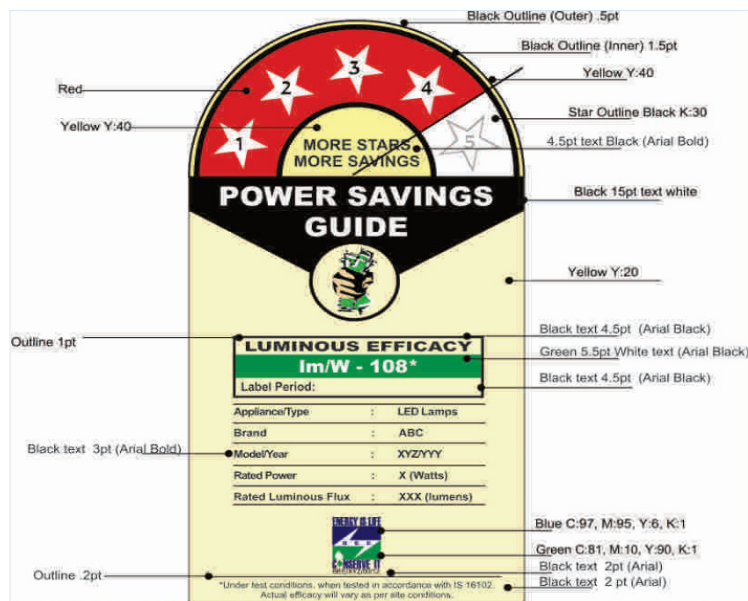 Black Outline (Outer) .5pt
Black Outline (Inner) 1.5pt
Yellow Y:40
Red
Star Outline Black K:30
Yellow Y:40
4.5pt text Black (Arial Bold)
1
2
3
4
5
MORE STARS
MORE SAVINGS
POWER SAVINGS
GUIDE
Black 15pt text white
Yellow Y:20
Outline 1pt
Black text 4.5pt (Arial Black)
LUMINOUS EFFICACY
Green 5.5pt White text (Arial Black)
lm/W - 108*
Black text 4.5pt (Arial Black)
Label Period:
Appliance/Type : LED Lamps
Brand : ABC
Black text 3pt (Arial Bold)
Model/Year : XYZ/YYY
Rated Power : X (Watts)
Rated Luminous Flux : XXX (lumens)
ENERGY IS LIFE
BEE
CONSERVE IT
Blue C:97, M:95, Y:6, K:1
Green C:81, M:10, Y:90, K:1
Black text 2pt (Arial)
Outline .2pt
Black text 2 pt (Arial)
*Under test conditions, when tested in accordance with IS 16102.
Actual efficacy will vary as per site conditions.